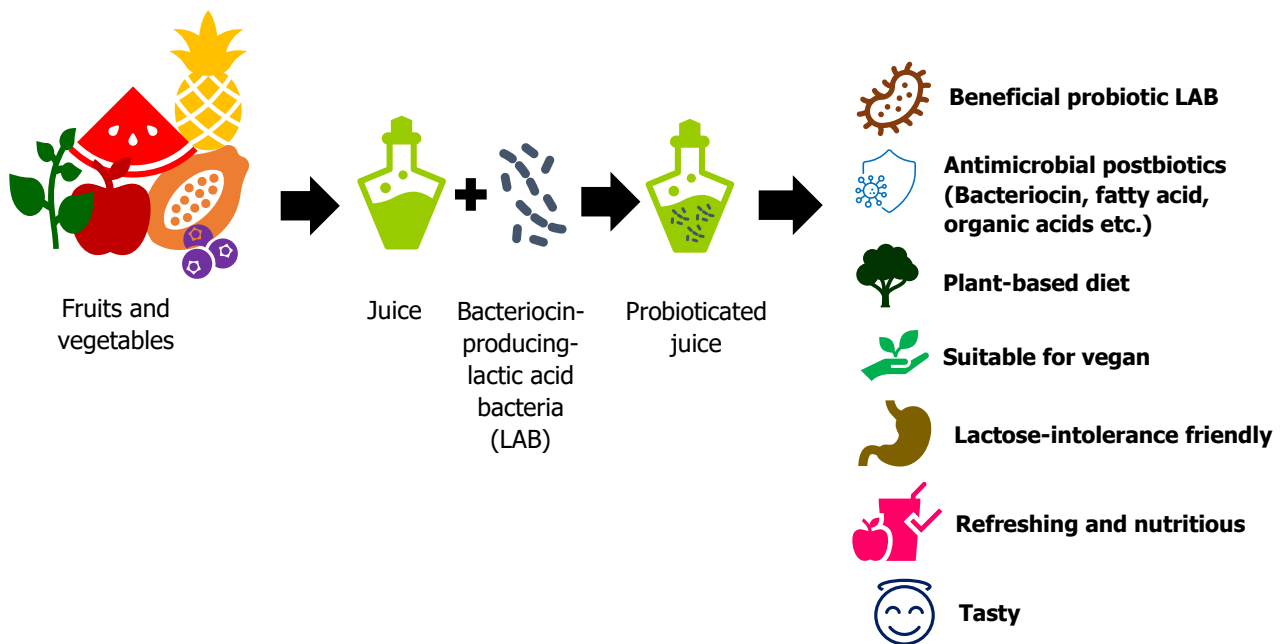 Fruits and
vegetables
Juice
Bacteriocin-
producing-
lactic acid
bacteria
(LAB)
Probioticated
juice
Beneficial probiotic LAB
Antimicrobial postbiotics
(Bacteriocin, fatty acid,
organic acids etc.)
Plant-based diet
Suitable for vegan
Lactose-intolerance friendly
Refreshing and nutritious
Tasty